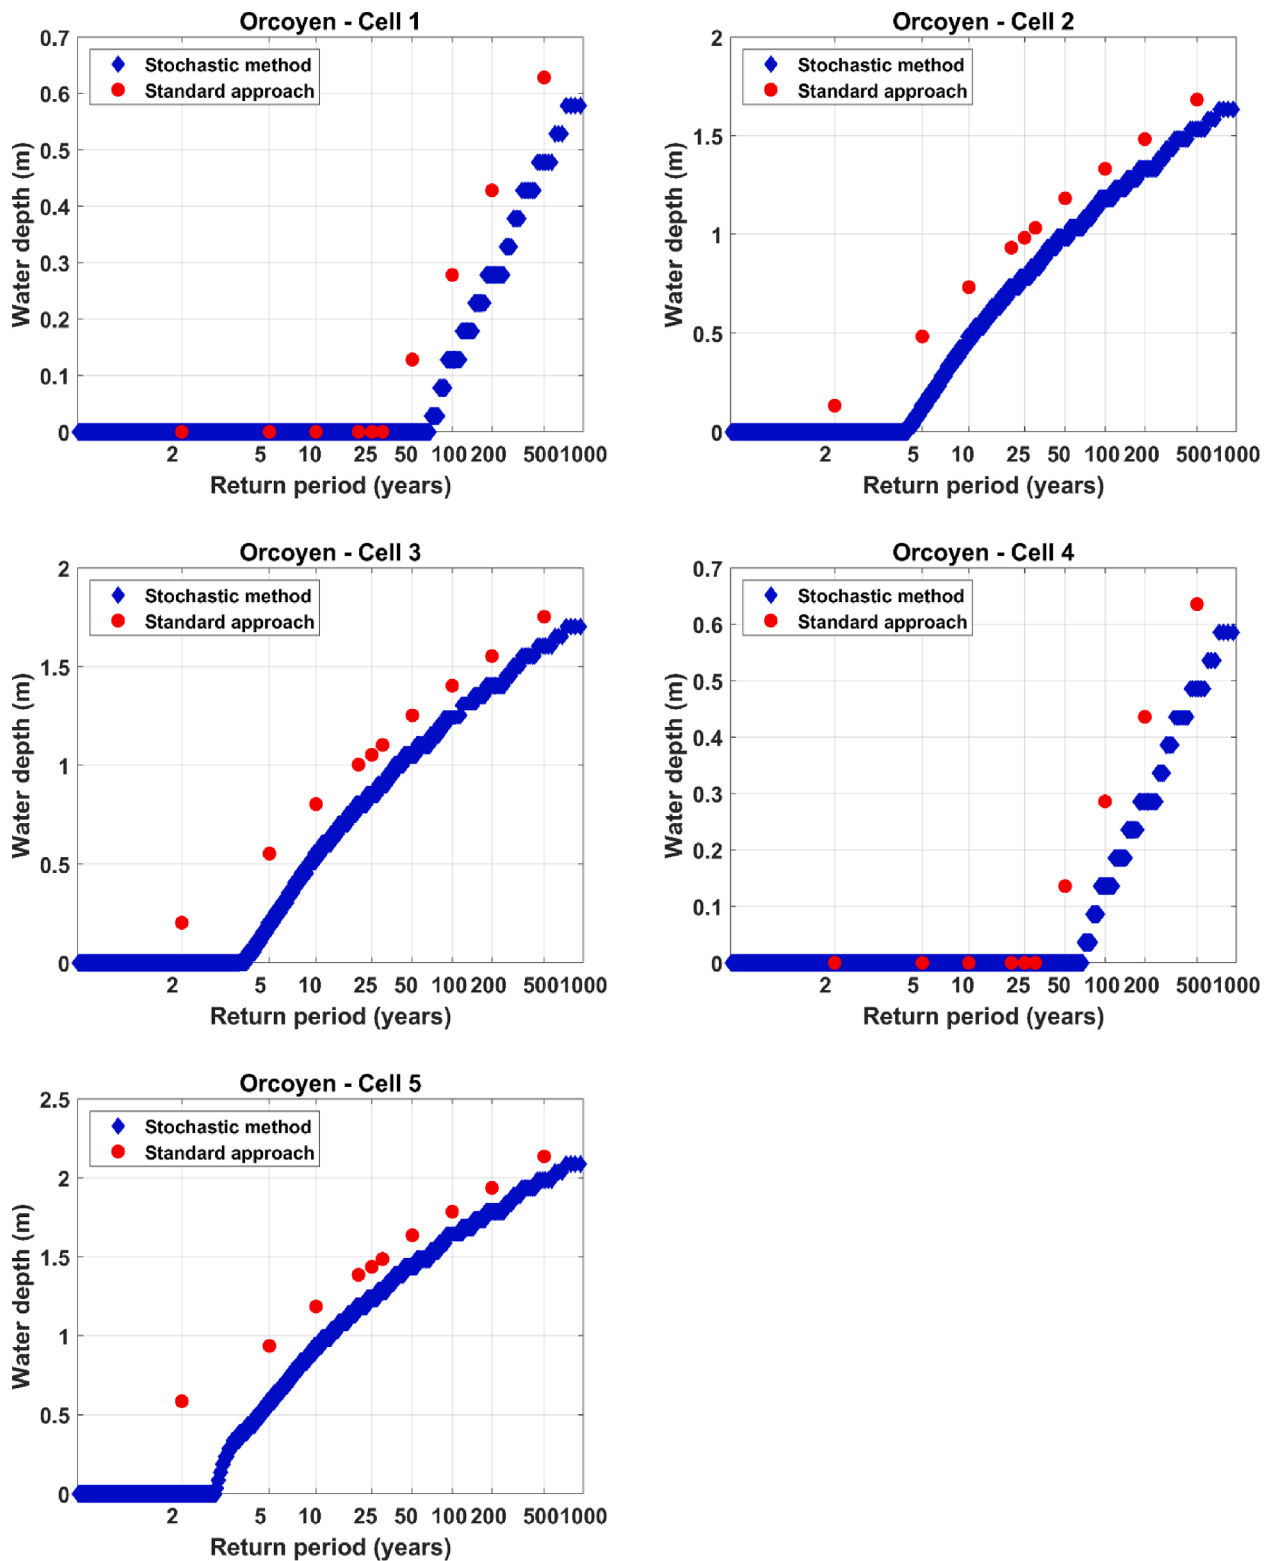 Orcoyen - Cell 1
0.7
0.6
0.5
0.4
0.3
0.2
0.1
0
Water depth (m)
Stochastic method
Standard approach
2 5 10 25 50 100 200 5001000
Return period (years)
Orcoyen - Cell 2
2
1.5
1
0.5
0
Water depth (m)
Stochastic method
Standard approach
2 5 10 25 50 100 200 5001000
Return period (years)
Orcoyen - Cell 3
2
1.5
1
0.5
0
Water depth (m)
Stochastic method
Standard approach
2 5 10 25 50 100 200 5001000
Return period (years)
Orcoyen - Cell 4
0.7
0.6
0.5
0.4
0.3
0.2
0.1
0
Water depth (m)
Stochastic method
Standard approach
2 5 10 25 50 100 200 5001000
Return period (years)
Orcoyen - Cell 5
2.5
2
1.5
1
0.5
0
Water depth (m)
Stochastic method
Standard approach
2 5 10 25 50 100 200 5001000
Return period (years)